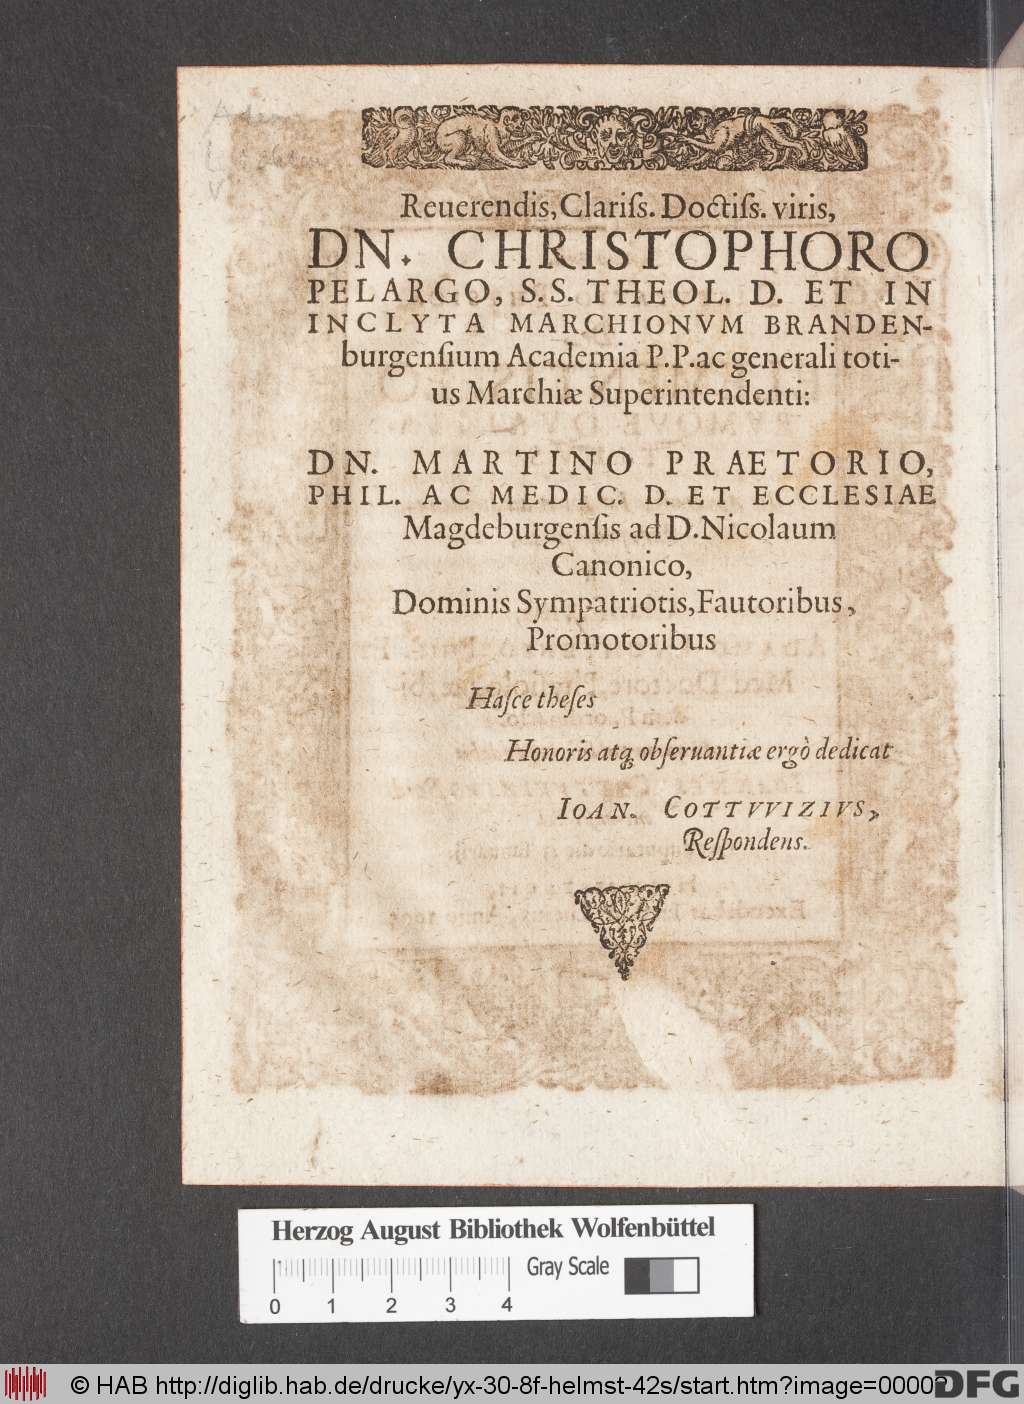 Reuerendis, Clariſs. Doctiſs. viris,
DN. CHRISTOPHORO
PELARGO, S.S. THEOL. D. ET IN
INCLYTA MARCHIONVM BRANDEN-
burgenſium Academia P.P. ac generali toti-
us Marchiæ Superintendenti:
DN. MARTINO PRAETORIO,
PHIL. AC MEDIC. D. ET ECCLESIAE
Magdeburgenſis ad D. Nicolaum
Canonico,
Dominis Sympatriotis, Fautoribus,
Promotoribus
Haſce theſes
Honoris atq; obſeruantiæ ergò dedicat
IOAN. COTTVVIZIVS,
Reſpondens.
Herzog August Bibliothek Wolfenbüttel
Gray Scale
0 1 2 3 4
© HAB http://diglib.hab.de/drucke/yx-30-8f-helmst-42s/start.htm?image=00002
DFG